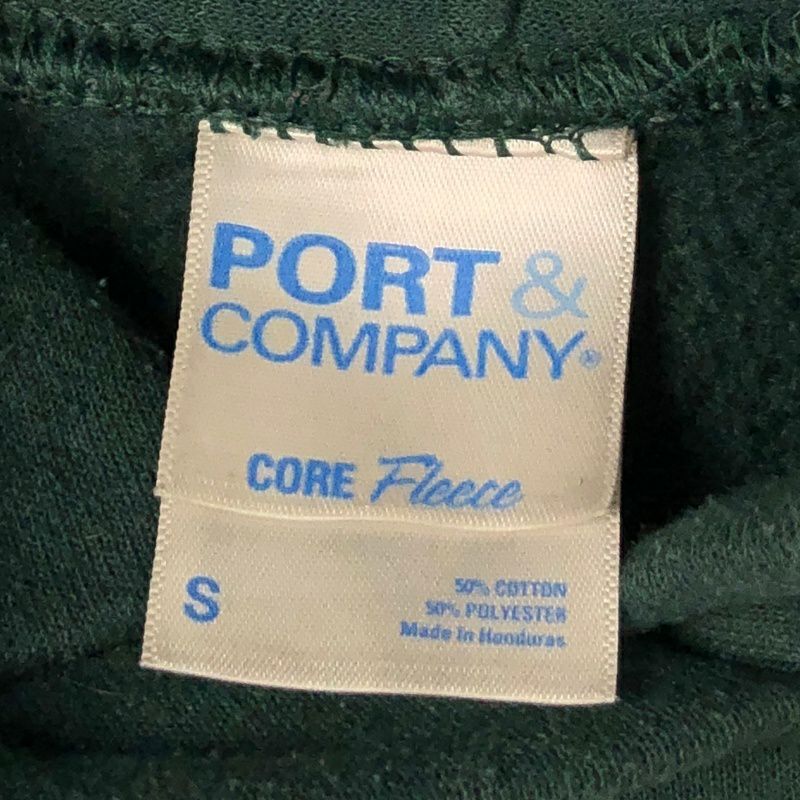 PORT &
COMPANY®
CORE Fleece
S
50% COTTON
50% POLYESTER
Made in Honduras